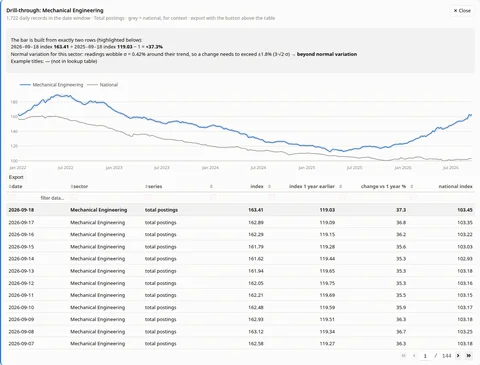 Drill-through: Mechanical Engineering
× Close
1,722 daily records in the date window · Total postings · grey = national, for context · export with the button above the table
The bar is built from exactly two rows (highlighted below):
2026-09-18 index 163.41 ÷ 2025-09-18 index 119.03 − 1 = +37.3%
Normal variation for this sector: readings wobble σ = 0.42% around their trend, so a change needs to exceed ±1.8% (3·√2·σ) → beyond normal variation
Example titles: — (not in lookup table)
Mechanical Engineering National
180
160
140
120
100
Jan 2022 Jul 2022 Jan 2023 Jul 2023 Jan 2024 Jul 2024 Jan 2025 Jul 2025 Jan 2026 Jul 2026
Export
date sector series index index 1 year earlier change vs 1 year % national index
filter data...
2026-09-18 Mechanical Engineering total postings 163.41 119.03 37.3 103.45
2026-09-17 Mechanical Engineering total postings 162.89 119.09 36.8 103.35
2026-09-16 Mechanical Engineering total postings 162.29 119.15 36.2 103.22
2026-09-15 Mechanical Engineering total postings 161.79 119.28 35.6 103.03
2026-09-14 Mechanical Engineering total postings 161.62 119.44 35.3 102.93
2026-09-13 Mechanical Engineering total postings 161.94 119.65 35.3 103.18
2026-09-12 Mechanical Engineering total postings 162.05 119.75 35.3 103.16
2026-09-11 Mechanical Engineering total postings 162.21 119.69 35.5 103.15
2026-09-10 Mechanical Engineering total postings 162.48 119.59 35.9 103.17
2026-09-09 Mechanical Engineering total postings 162.93 119.51 36.3 103.18
2026-09-08 Mechanical Engineering total postings 163.12 119.34 36.7 103.25
2026-09-07 Mechanical Engineering total postings 162.58 119.27 36.3 103.18
1 / 144